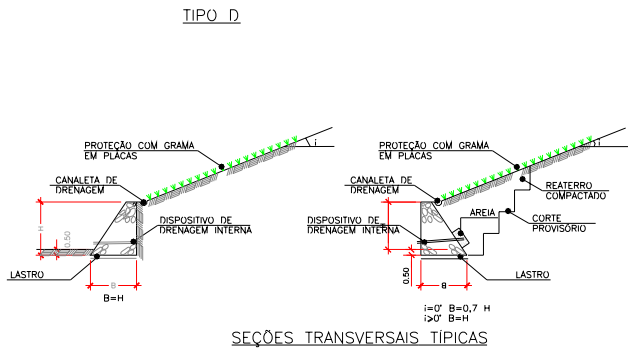 TIPO D
PROTEÇÃO COM GRAMA
EM PLACAS
i
CANALETA DE
DRENAGEM
H
0.50
DISPOSITIVO DE
DRENAGEM INTERNA
LASTRO
B
B=H
PROTEÇÃO COM GRAMA
EM PLACAS
i
CANALETA DE
DRENAGEM
REATERRO
COMPACTADO
AREIA
DISPOSITIVO DE
DRENAGEM INTERNA
CORTE
PROVISÓRIO
0.50
LASTRO
B
i=0° B=0,7 H
i>0° B=H
SEÇÕES TRANSVERSAIS TÍPICAS